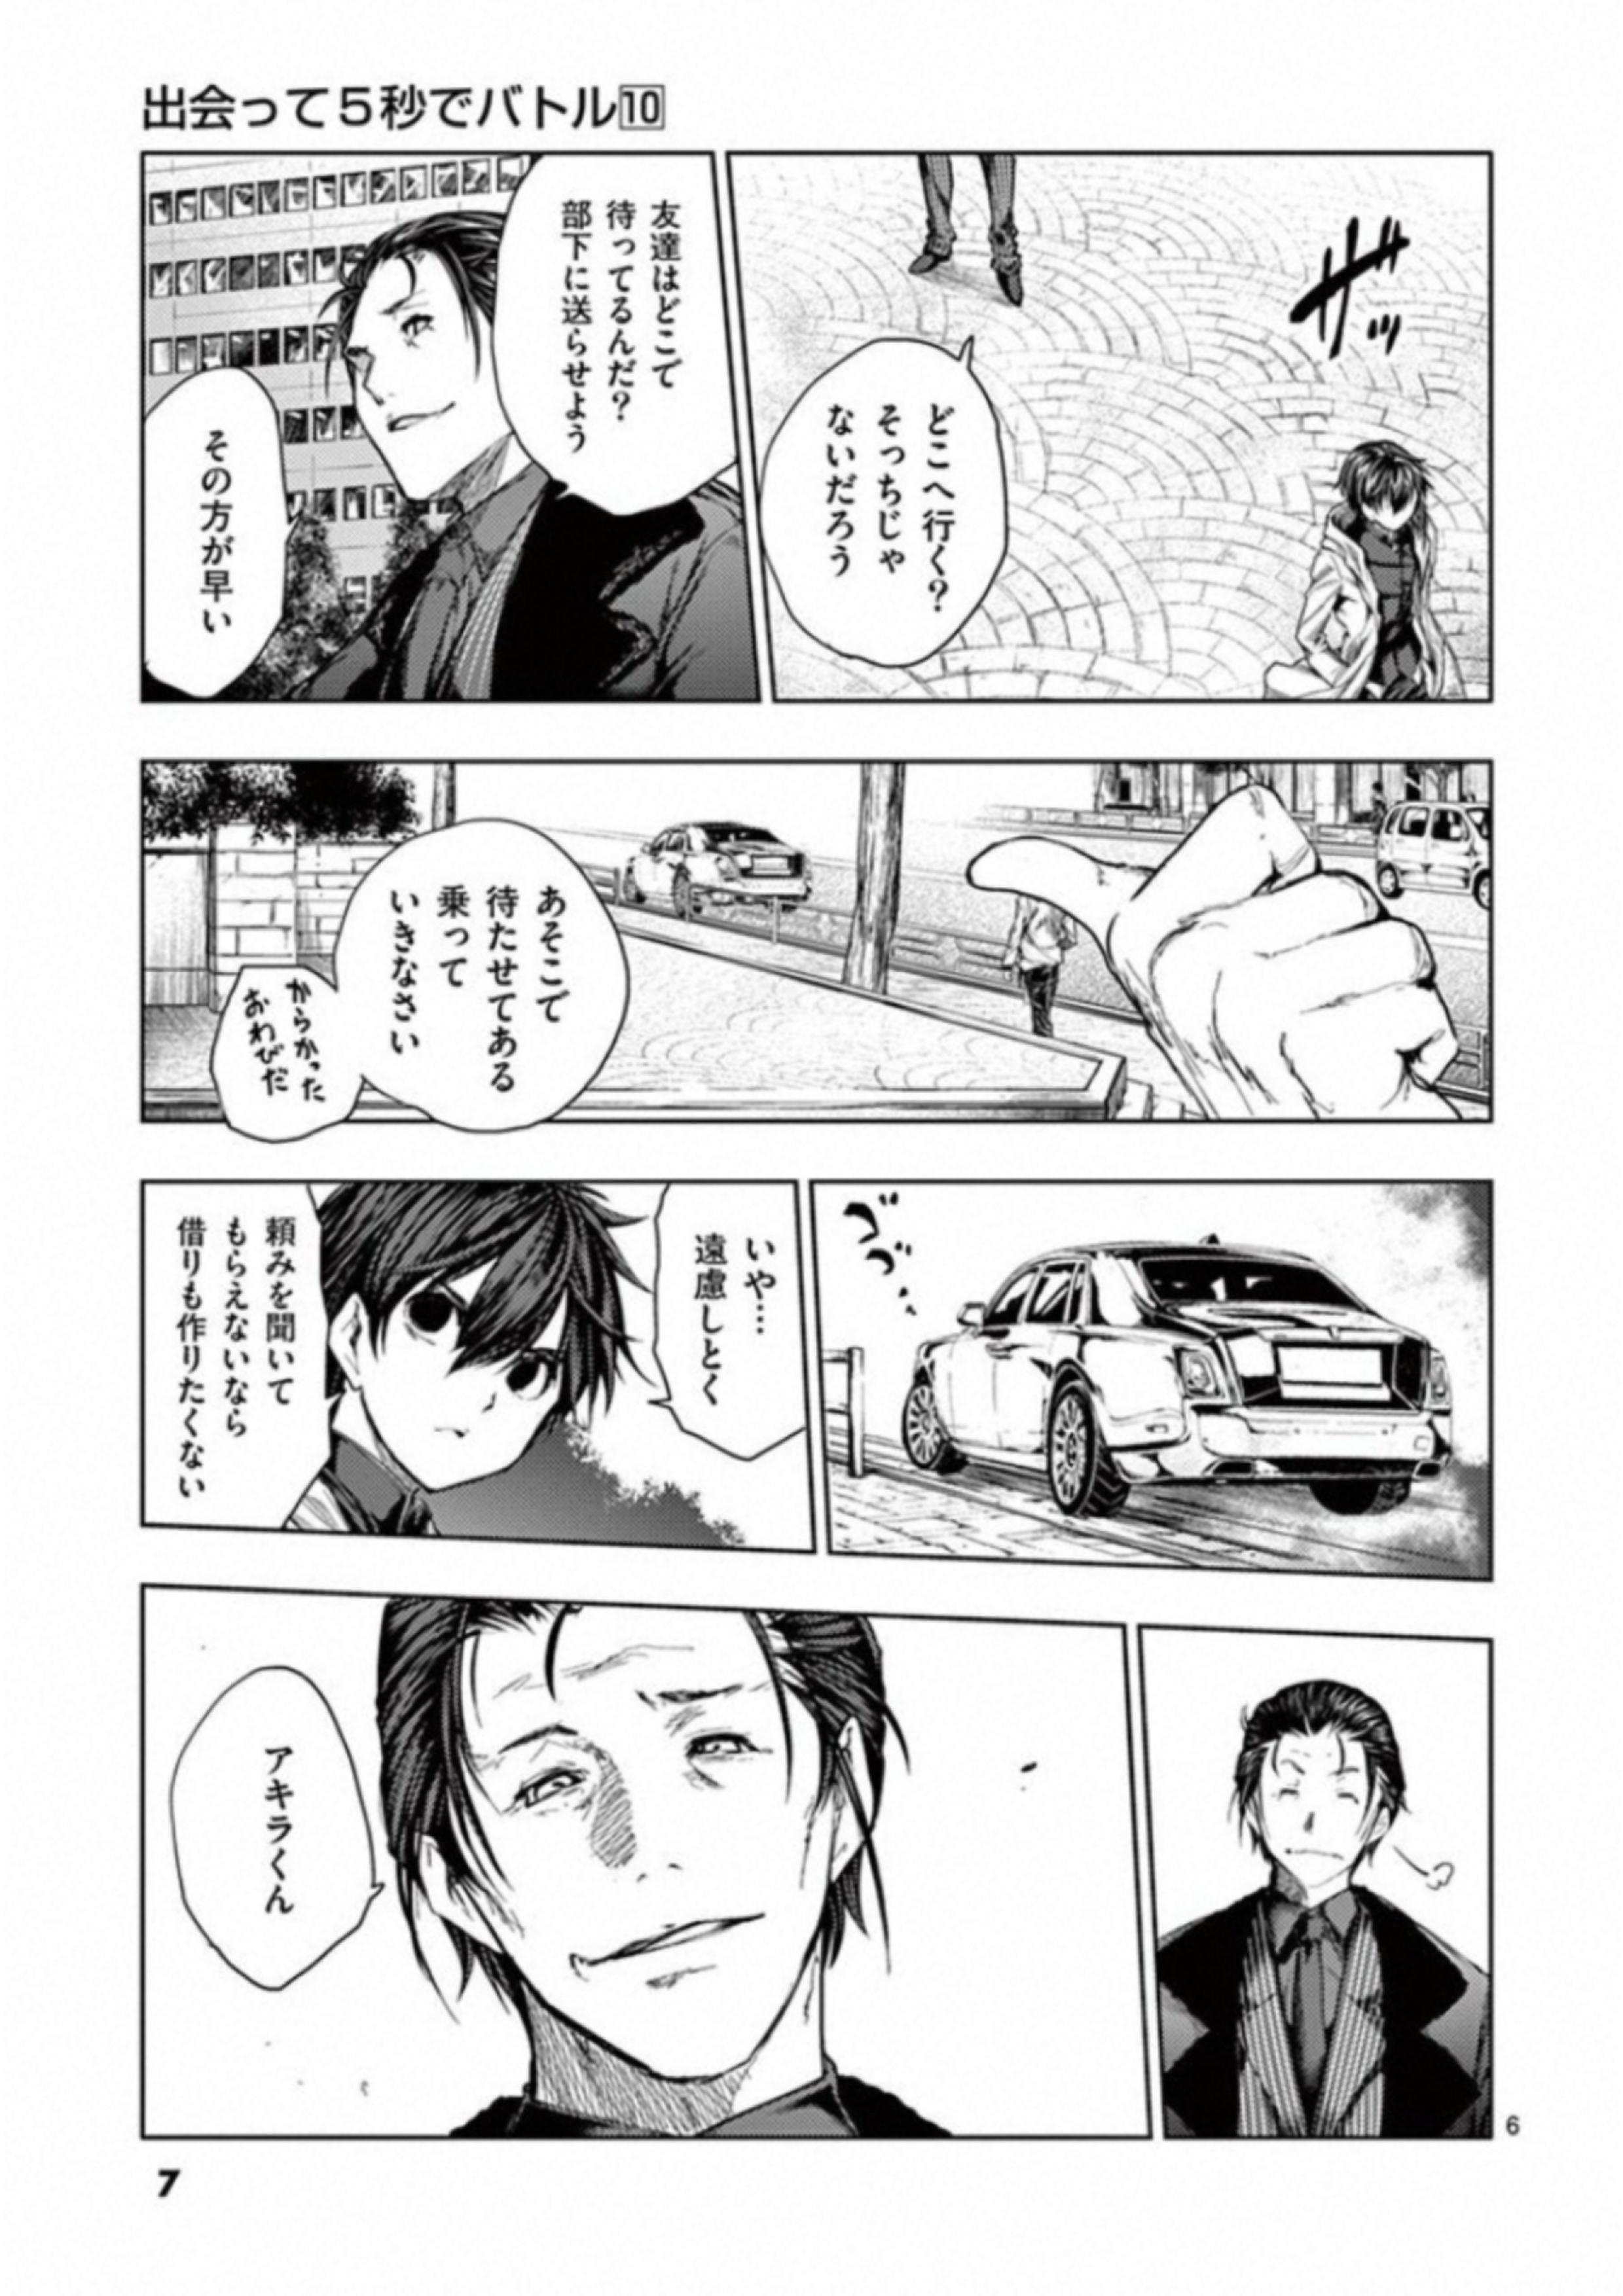 出会って5秒でバトル10
ザッ
どこへ行く?
そっちじゃ
ないだろう
友達はどこで
待ってるんだ?
部下に送らせよう
その方が早い
あそこで
待たせてある
乗って
いきなさい
からかった
おわびだ
ゴゴ…
いや…
遠慮しとく
頼みを聞いて
もらえないなら
借りも作りたくない
アキラくん
6
7